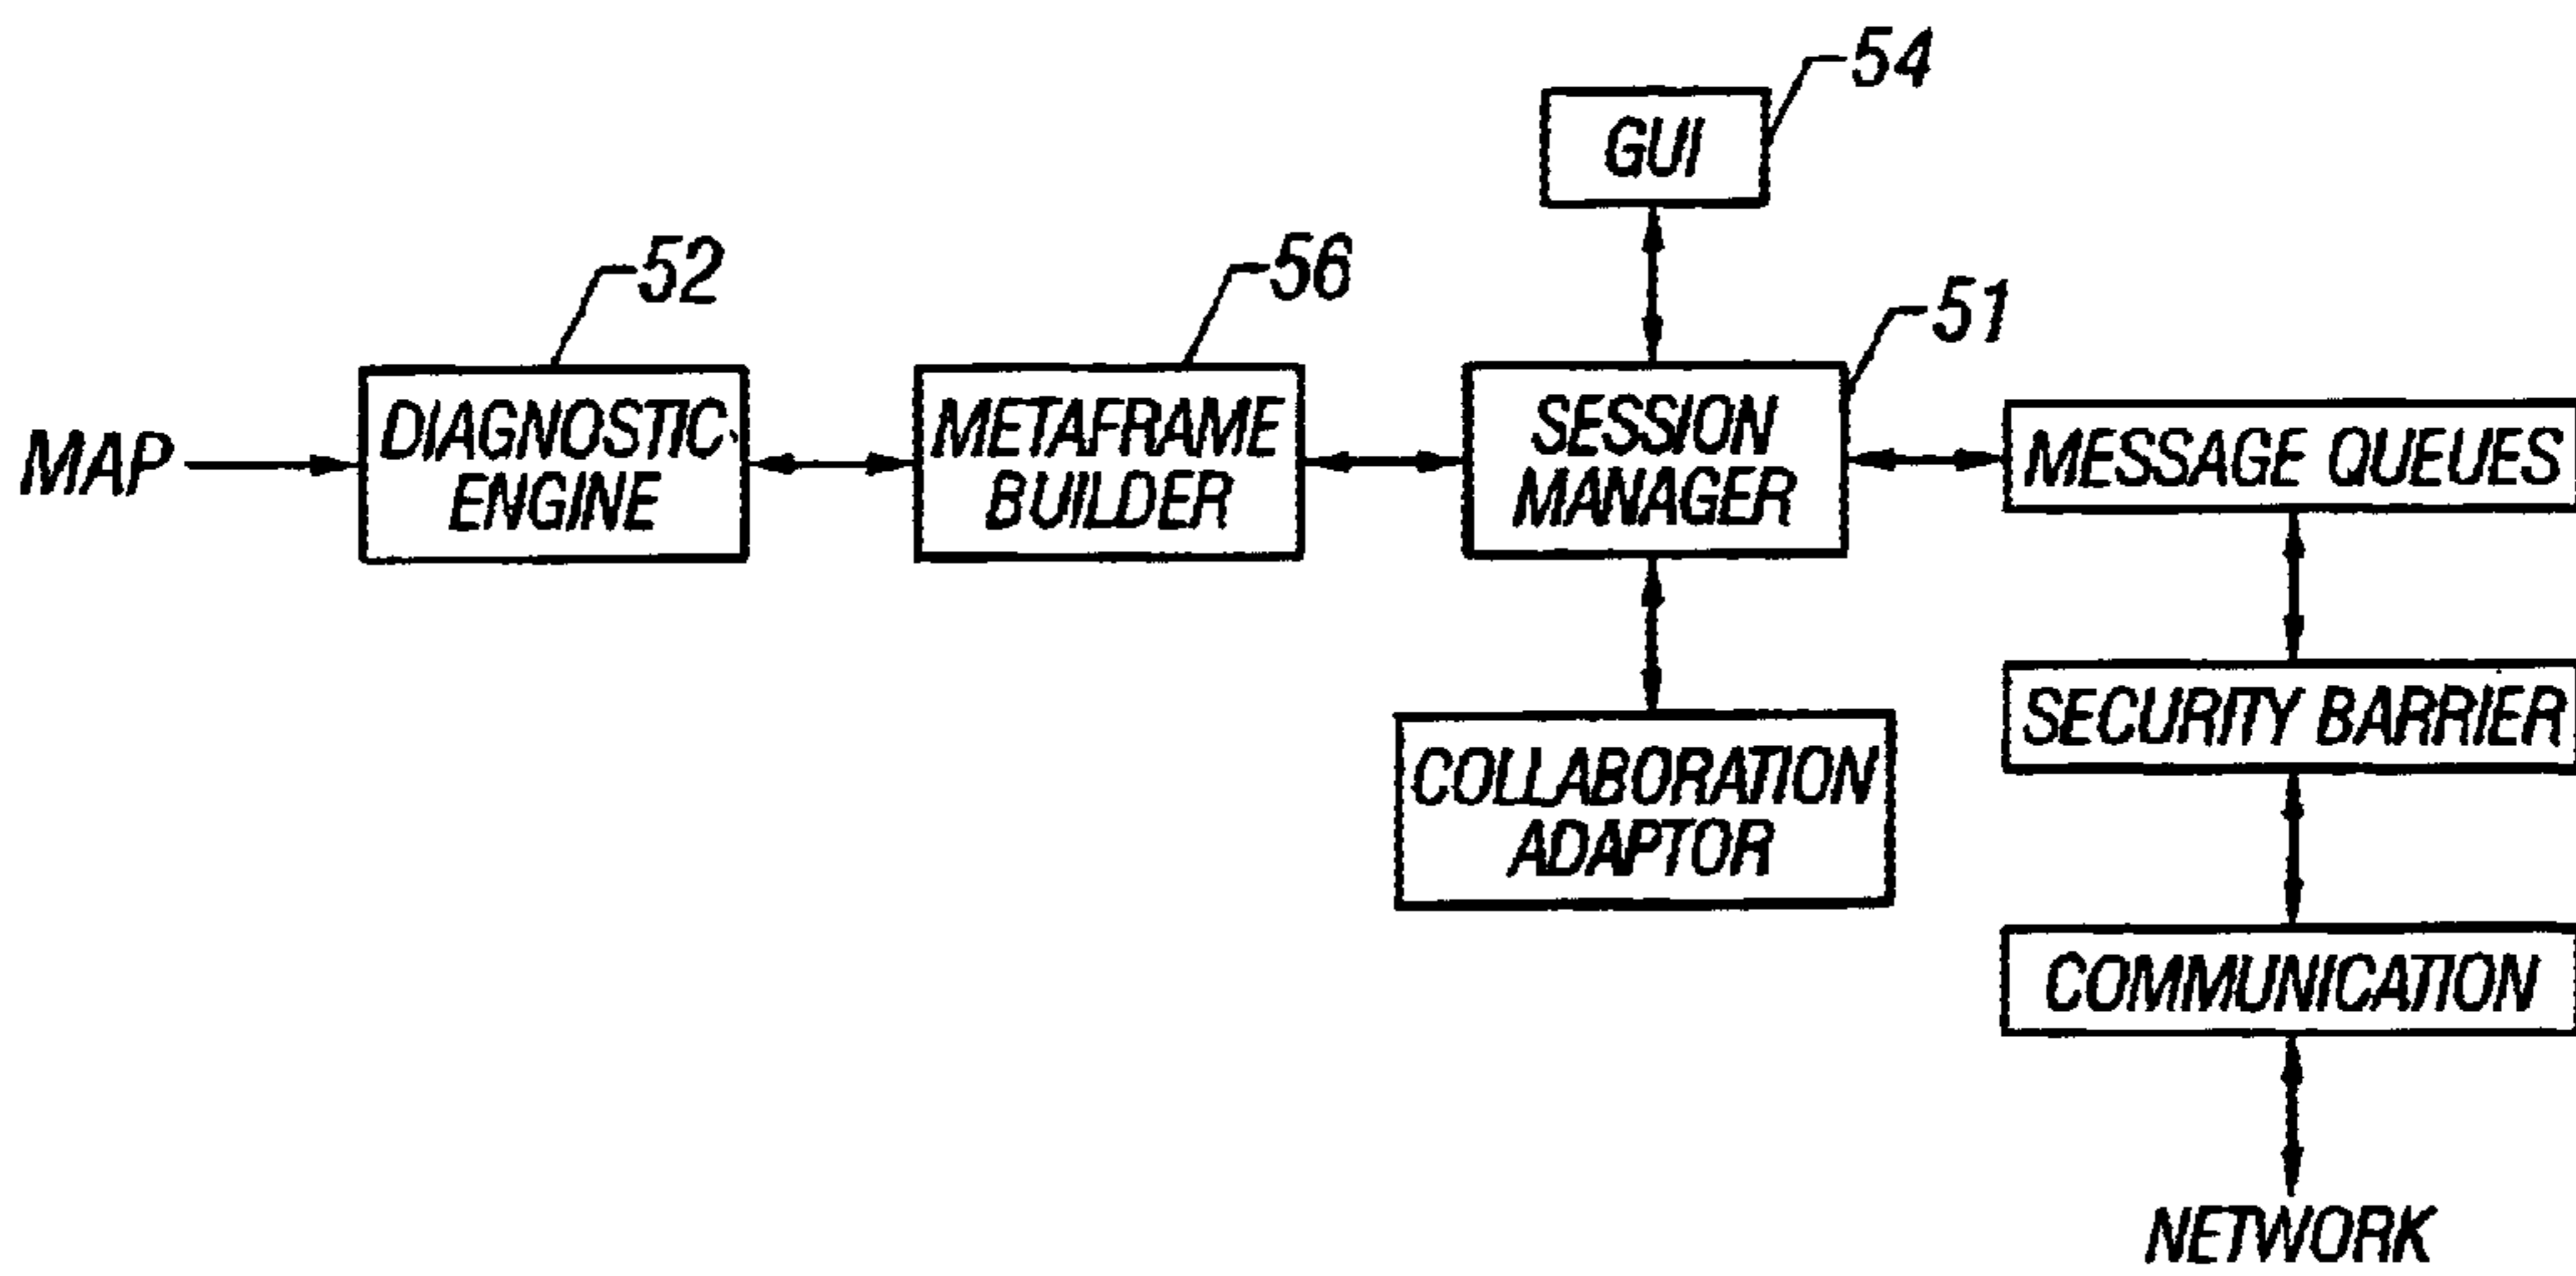 54
GUI
52
56
51
MAP
DIAGNOSTIC
ENGINE
METAFRAME
BUILDER
SESSION
MANAGER
MESSAGE QUEUES
SECURITY BARRIER
COLLABORATION
ADAPTOR
COMMUNICATION
NETWORK